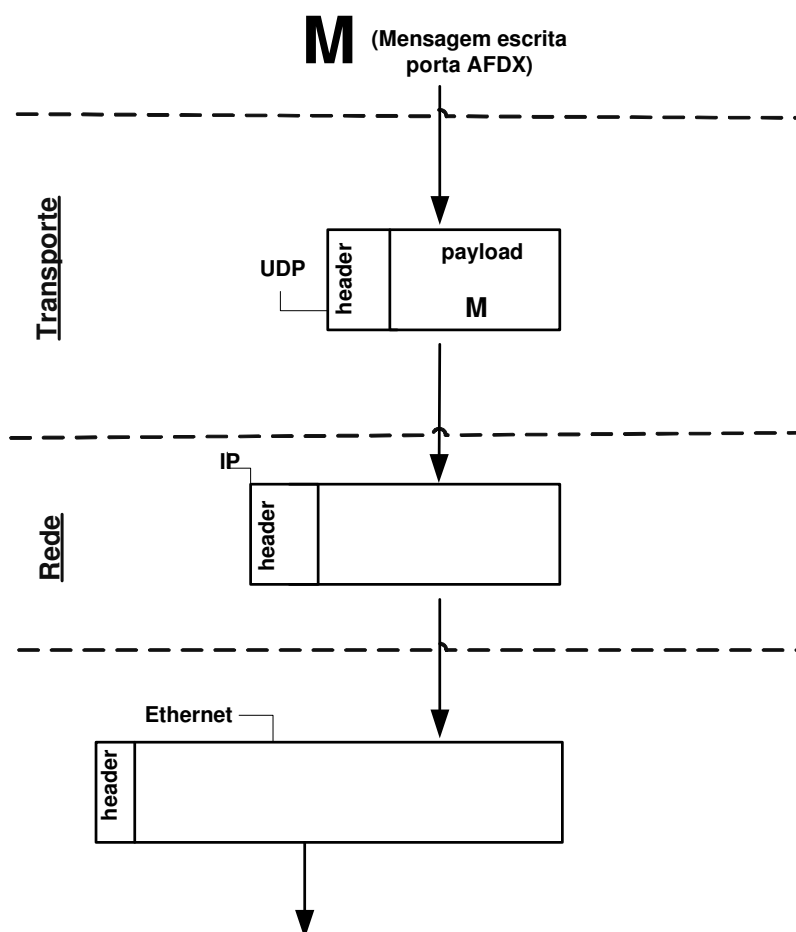 M (Mensagem escrita
porta AFDX)
Transporte
UDP
header
payload
M
IP
header
Rede
Ethernet
header